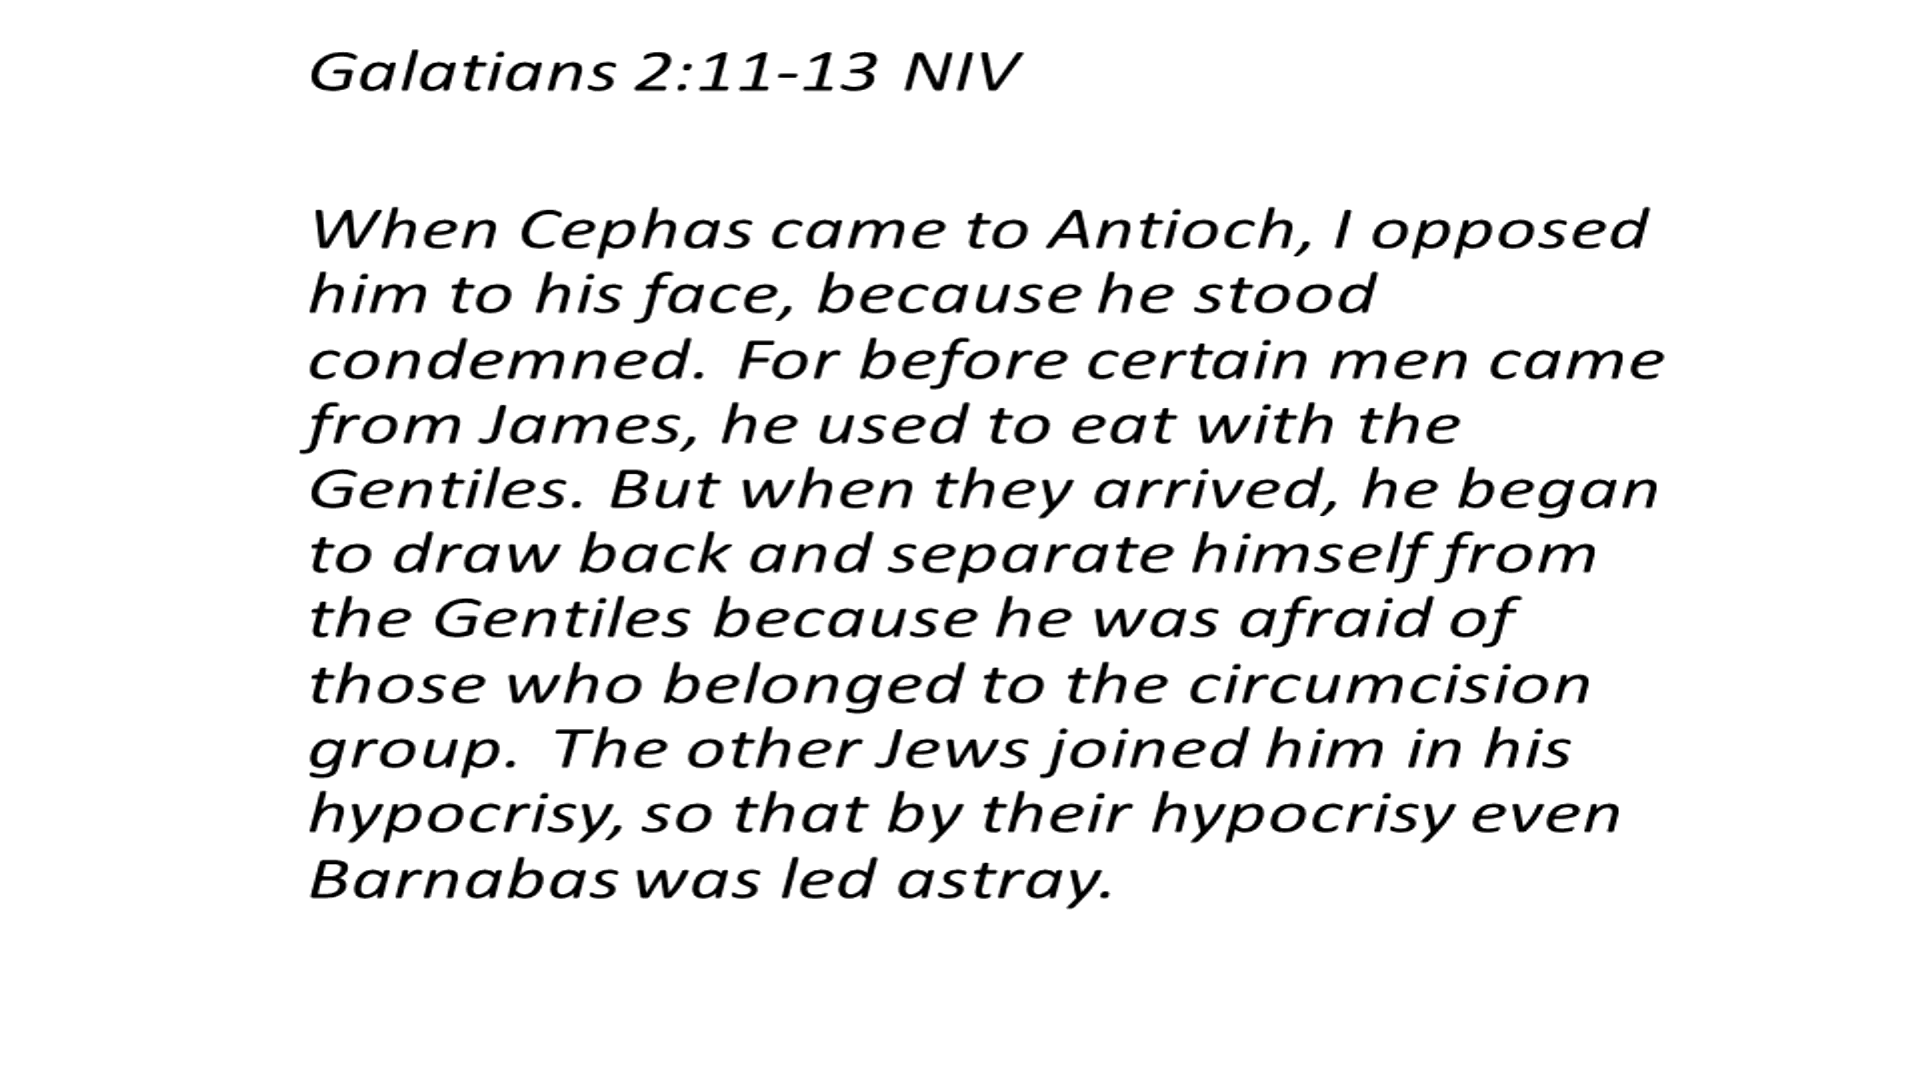 Galatians 2:11-13 NIV
When Cephas came to Antioch, I opposed
him to his face, because he stood
condemned. For before certain men came
from James, he used to eat with the
Gentiles. But when they arrived, he began
to draw back and separate himself from
the Gentiles because he was afraid of
those who belonged to the circumcision
group. The other Jews joined him in his
hypocrisy, so that by their hypocrisy even
Barnabas was led astray.